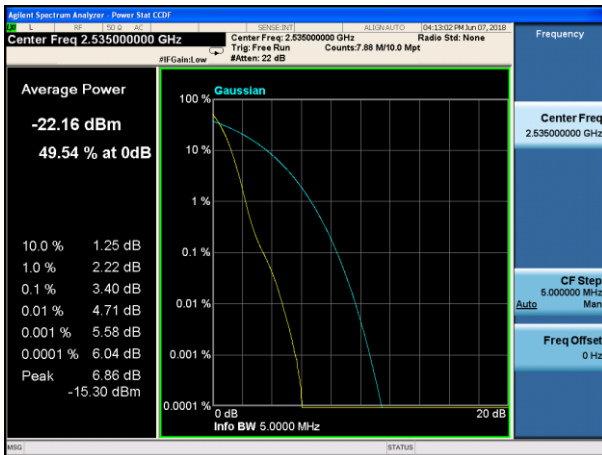 Agilent Spectrum Analyzer - Power Stat CCDF
L RF 50 Ω AC SENSE:INT ALIGNAUTO 04:13:02 PM Jun 07, 2018
Center Freq 2.535000000 GHz
Center Freq: 2.535000000 GHz Radio Std: None
Trig: Free Run Counts:7.88 M/10.0 Mpt
#IFGain:Low #Atten: 22 dB
Frequency
Average Power
-22.16 dBm
49.54 % at 0dB
10.0 % 1.25 dB
1.0 % 2.22 dB
0.1 % 3.40 dB
0.01 % 4.71 dB
0.001 % 5.58 dB
0.0001 % 6.04 dB
Peak 6.86 dB
-15.30 dBm
Gaussian
100 %
10 %
1 %
0.1 %
0.01 %
0.001 %
0.0001 %
0 dB 20 dB
Info BW 5.0000 MHz
Center Freq
2.535000000 GHz
CF Step
5.000000 MHz
Auto Man
Freq Offset
0 Hz
MSG STATUS